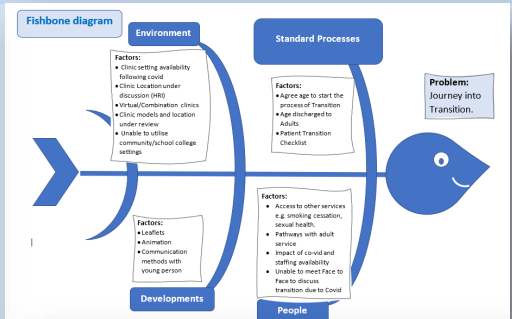 Fishbone diagram
Environment
Standard Processes
Factors:
• Clinic setting availability
following covid
• Clinic Location under
discussion (HRI)
• Virtual/Combination clinics
• Clinic models and location
under review
• Unable to utilise
community/school college
settings
Factors:
• Agree age to start the
process of Transition
• Age discharged to
Adults
• Patient Transition
Checklist
Problem:
Journey into
Transition.
Factors:
• Leaflets
• Animation
• Communication
methods with
young person
Factors:
• Access to other services
e.g. smoking cessation,
sexual health.
• Pathways with adult
service
• Impact of co-vid and
staffing availability
• Unable to meet Face to
Face to discuss
transition due to Covid
Developments
People